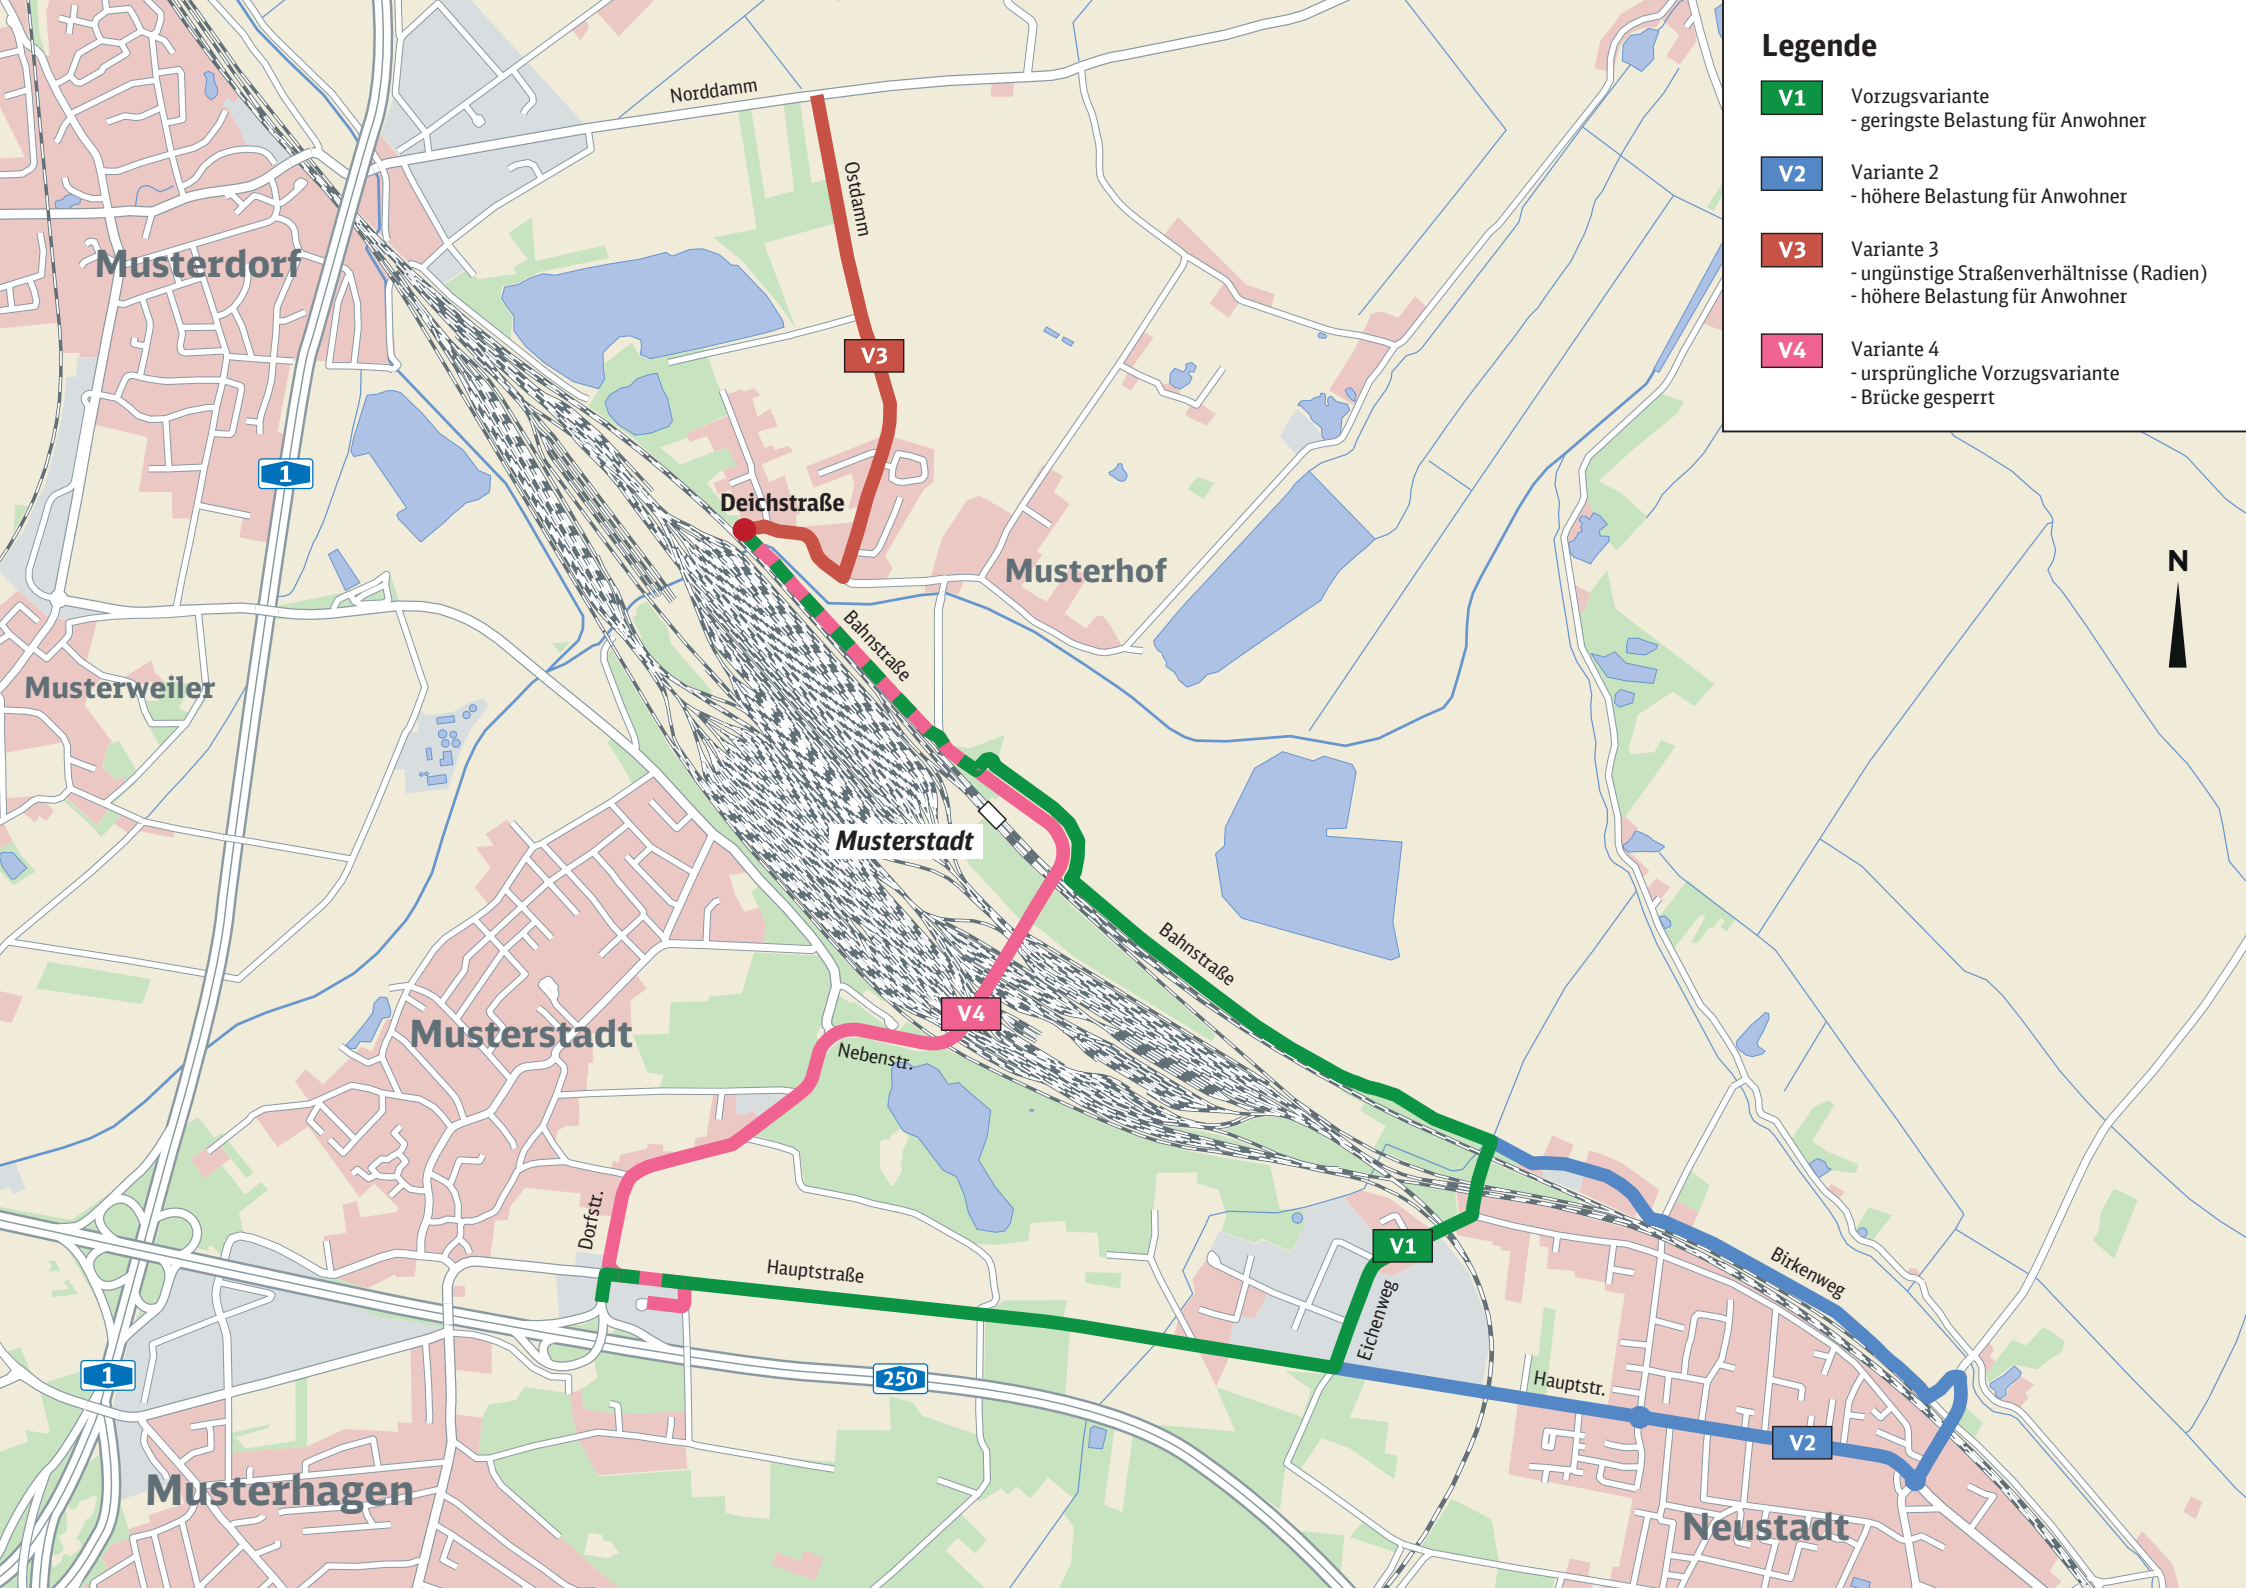 Legende
V1
Vorzugsvariante
- geringste Belastung für Anwohner
V2
Variante 2
- höhere Belastung für Anwohner
V3
Variante 3
- ungünstige Straßenverhältnisse (Radien)
- höhere Belastung für Anwohner
V4
Variante 4
- ursprüngliche Vorzugsvariante
- Brücke gesperrt
Norddamm
Ostdamm
Musterdorf
V3
1
Deichstraße
Musterhof
N
Bahnstraße
Musterweiler
Musterstadt
Bahnstraße
V4
Musterstadt
Nebenstr.
Dorfstr.
V1
Hauptstraße
Birkenweg
Eichenweg
1
250
Hauptstr.
V2
Musterhagen
Neustadt